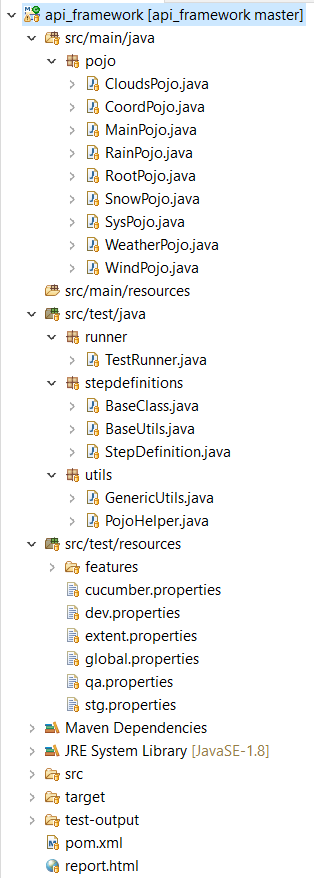 api_framework [api_framework master]
src/main/java
pojo
CloudsPojo.java
CoordPojo.java
MainPojo.java
RainPojo.java
RootPojo.java
SnowPojo.java
SysPojo.java
WeatherPojo.java
WindPojo.java
src/main/resources
src/test/java
runner
TestRunner.java
stepdefinitions
BaseClass.java
BaseUtils.java
StepDefinition.java
utils
GenericUtils.java
PojoHelper.java
src/test/resources
features
cucumber.properties
dev.properties
extent.properties
global.properties
qa.properties
stg.properties
Maven Dependencies
JRE System Library [JavaSE-1.8]
src
target
test-output
pom.xml
report.html